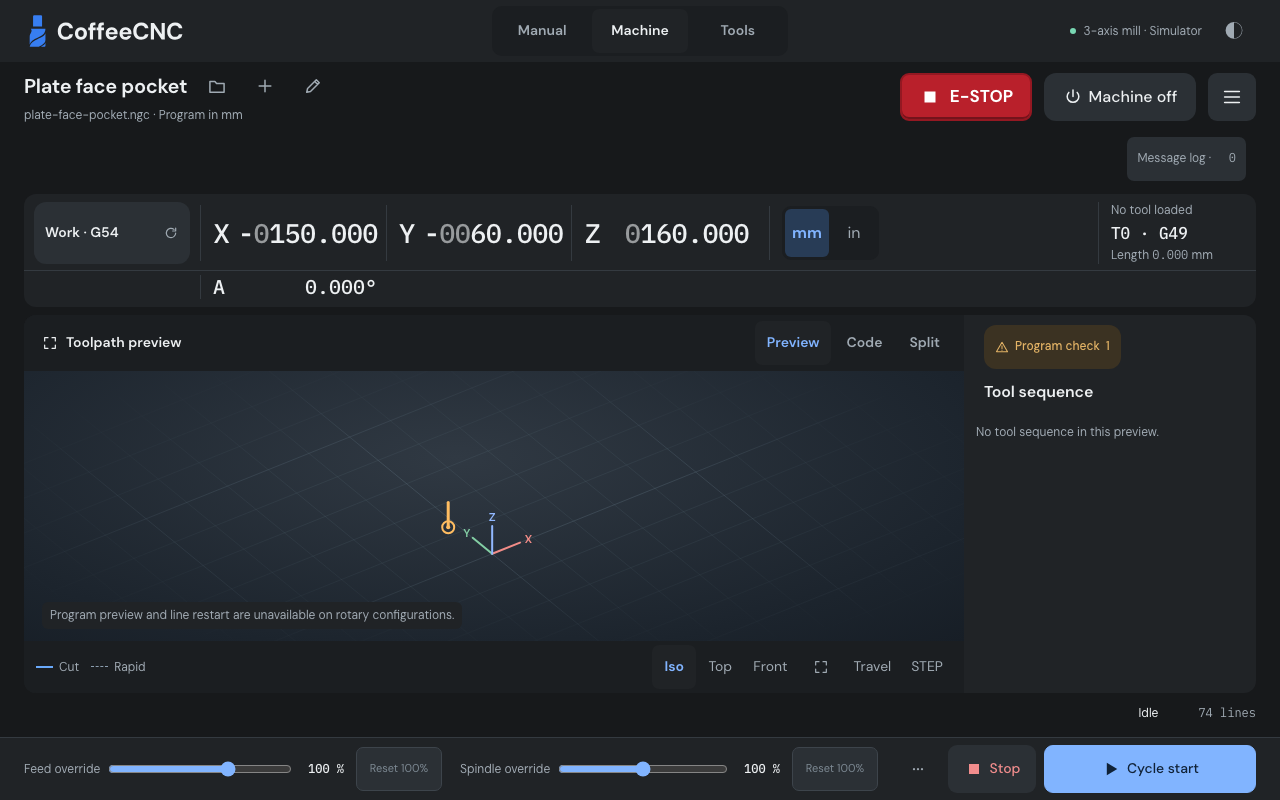 CoffeeCNC
Manual
Machine
Tools
3-axis mill · Simulator
Plate face pocket
plate-face-pocket.ngc · Program in mm
E-STOP
Machine off
Message log · 0
Work · G54
X -0150.000
Y -0060.000
Z 0160.000
mm
in
No tool loaded
T0 · G49
Length 0.000 mm
A 0.000°
Toolpath preview
Preview
Code
Split
Program check 1
Tool sequence
No tool sequence in this preview.
Z
Y
X
Program preview and line restart are unavailable on rotary configurations.
Cut
Rapid
Iso
Top
Front
Travel
STEP
Idle
74 lines
Feed override
100 %
Reset 100%
Spindle override
100 %
Reset 100%
...
Stop
Cycle start